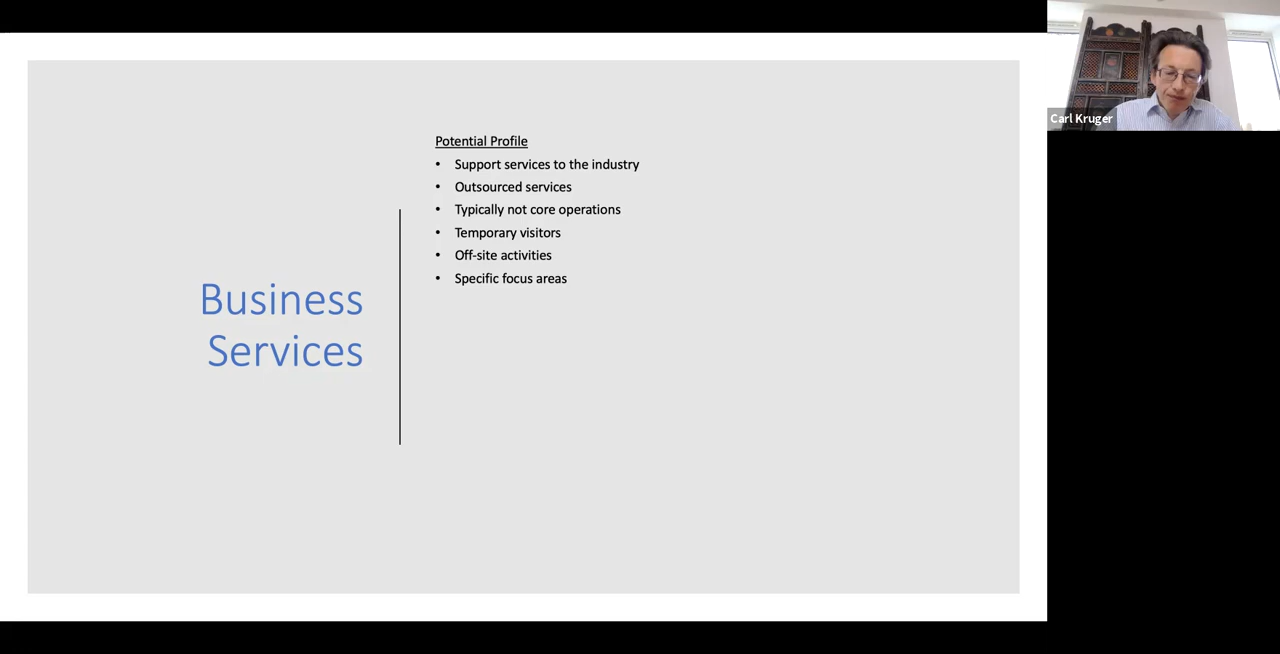 Carl Kruger
Business
Services
Potential Profile
• Support services to the industry
• Outsourced services
• Typically not core operations
• Temporary visitors
• Off-site activities
• Specific focus areas